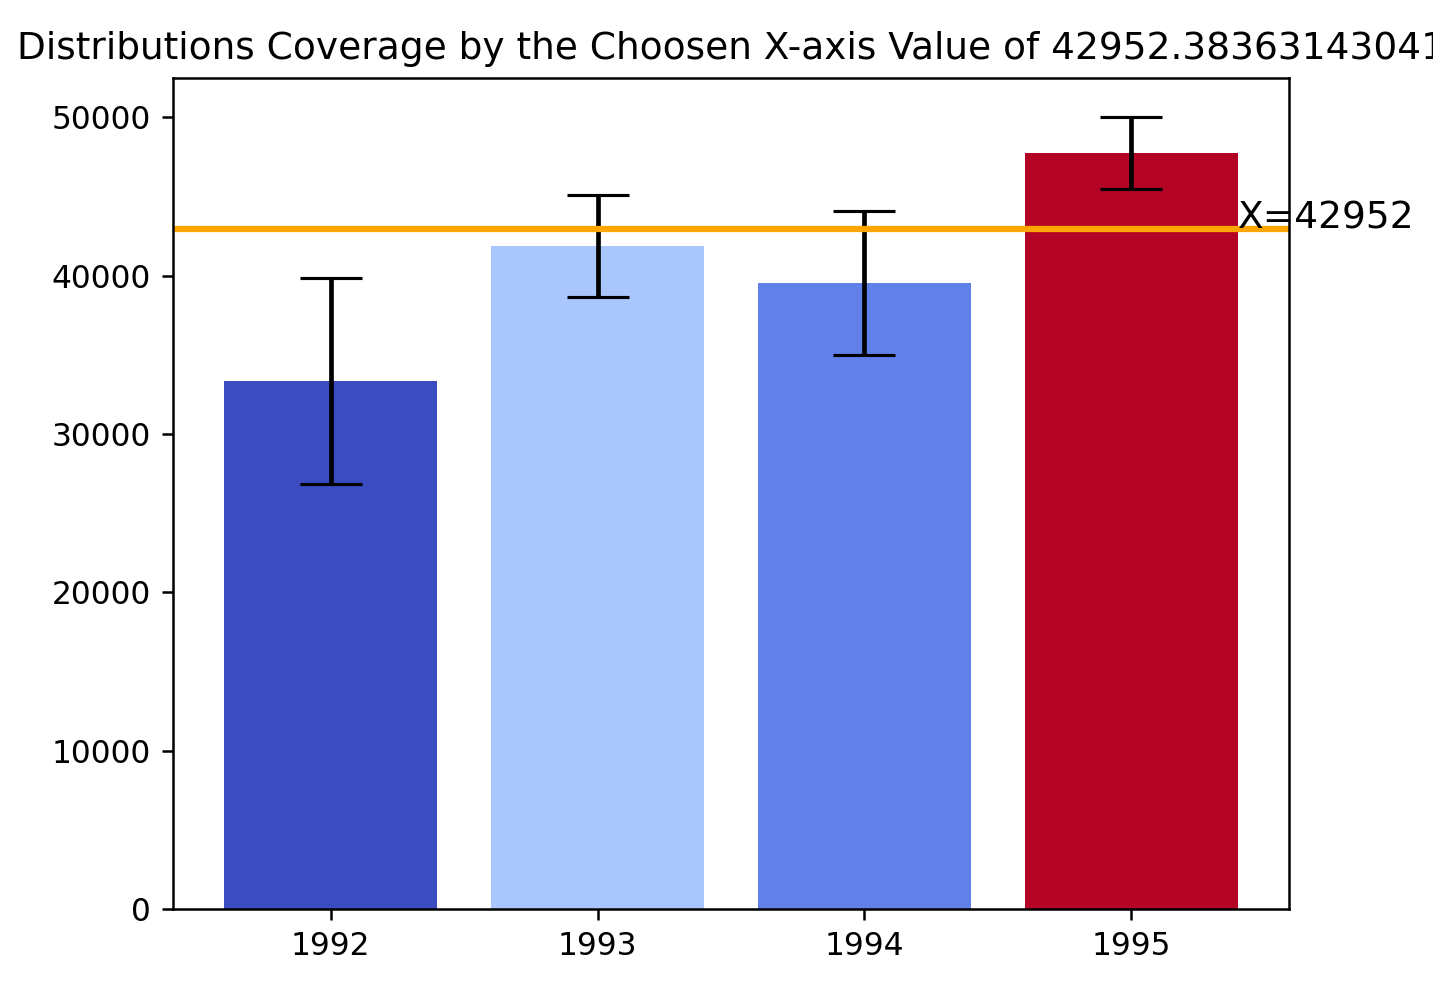 Distributions Coverage by the Choosen X-axis Value of 42952.38363143041
50000
40000
30000
20000
10000
0
X=42952
1992 1993 1994 1995